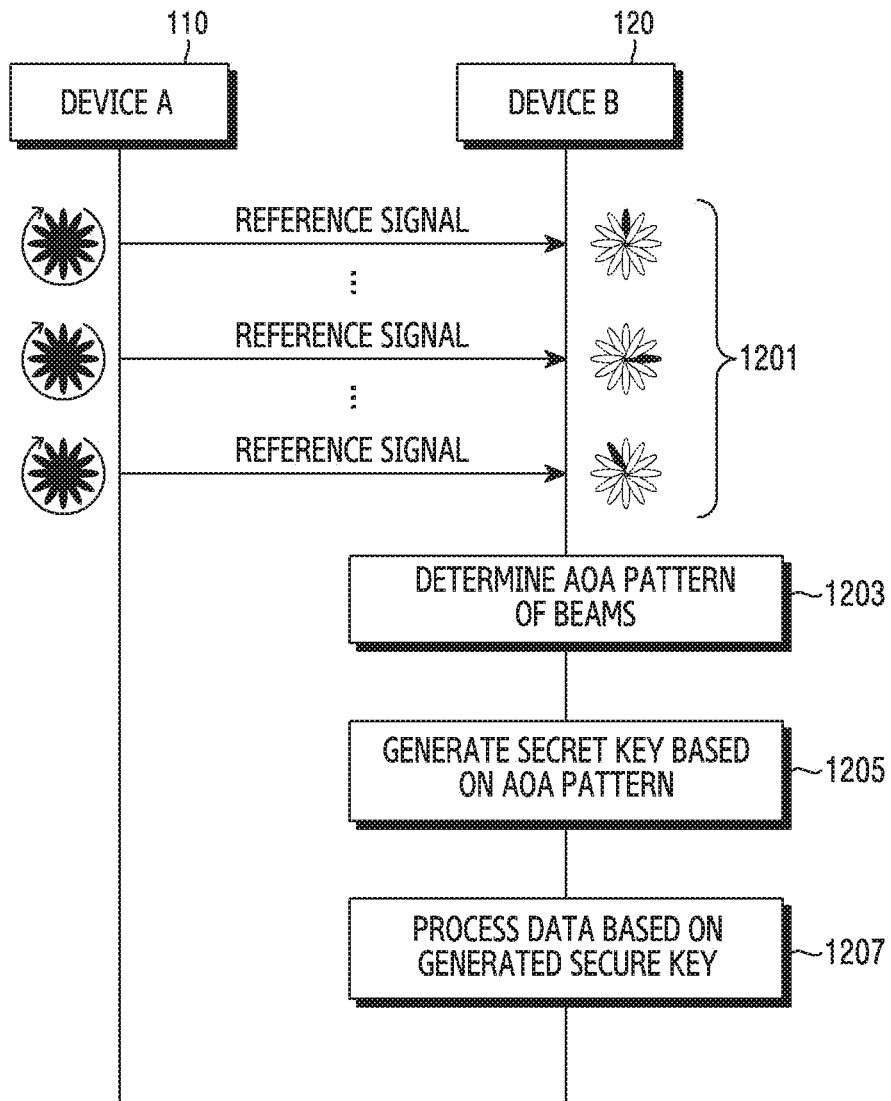 110
120
DEVICE A
DEVICE B
REFERENCE SIGNAL
...
REFERENCE SIGNAL
1201
...
REFERENCE SIGNAL
DETERMINE AOA PATTERN
OF BEAMS
1203
GENERATE SECRET KEY BASED
ON AOA PATTERN
1205
PROCESS DATA BASED ON
GENERATED SECURE KEY
1207